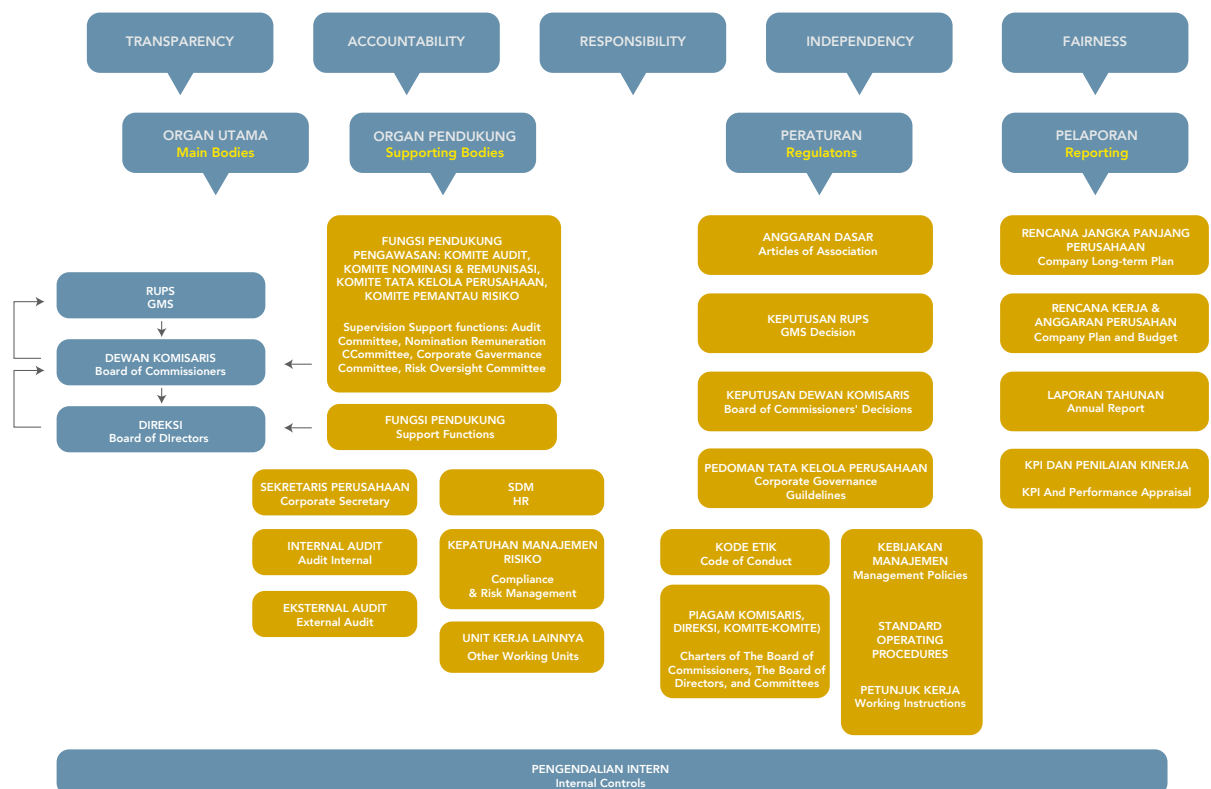 TRANSPARENCY
ACCOUNTABILITY
RESPONSIBILITY
INDEPENDENCY
FAIRNESS
ORGAN UTAMA
Main Bodies
ORGAN PENDUKUNG
Supporting Bodies
PERATURAN
Regulatons
PELAPORAN
Reporting
RUPS
GMS
DEWAN KOMISARIS
Board of Commissioners
DIREKSI
Board of DIrectors
FUNGSI PENDUKUNG
PENGAWASAN: KOMITE AUDIT,
KOMITE NOMINASI & REMUNISASI,
KOMITE TATA KELOLA PERUSAHAAN,
KOMITE PEMANTAU RISIKO
Supervision Support functions: Audit
Committee, Nomination Remuneration
CCommittee, Corporate Gavermance
Committee, Risk Oversight Committee
FUNGSI PENDUKUNG
Support Functions
SEKRETARIS PERUSAHAAN
Corporate Secretary
INTERNAL AUDIT
Audit Internal
EKSTERNAL AUDIT
External Audit
SDM
HR
KEPATUHAN MANAJEMEN
RISIKO
Compliance
& Risk Management
UNIT KERJA LAINNYA
Other Working Units
ANGGARAN DASAR
Articles of Association
KEPUTUSAN RUPS
GMS Decision
KEPUTUSAN DEWAN KOMISARIS
Board of Commissioners' Decisions
PEDOMAN TATA KELOLA PERUSAHAAN
Corporate Governance
Guildelines
KODE ETIK
Code of Conduct
PIAGAM KOMISARIS,
DIREKSI, KOMITE-KOMITE)
Charters of The Board of
Commissioners, The Board of
Directors, and Committees
KEBIJAKAN
MANAJEMEN
Management Policies
STANDARD
OPERATING
PROCEDURES
PETUNJUK KERJA
Working Instructions
RENCANA JANGKA PANJANG
PERUSAHAAN
Company Long-term Plan
RENCANA KERJA &
ANGGARAN PERUSAHAN
Company Plan and Budget
LAPORAN TAHUNAN
Annual Report
KPI DAN PENILAIAN KINERJA
KPI And Performance Appraisal
PENGENDALIAN INTERN
Internal Controls